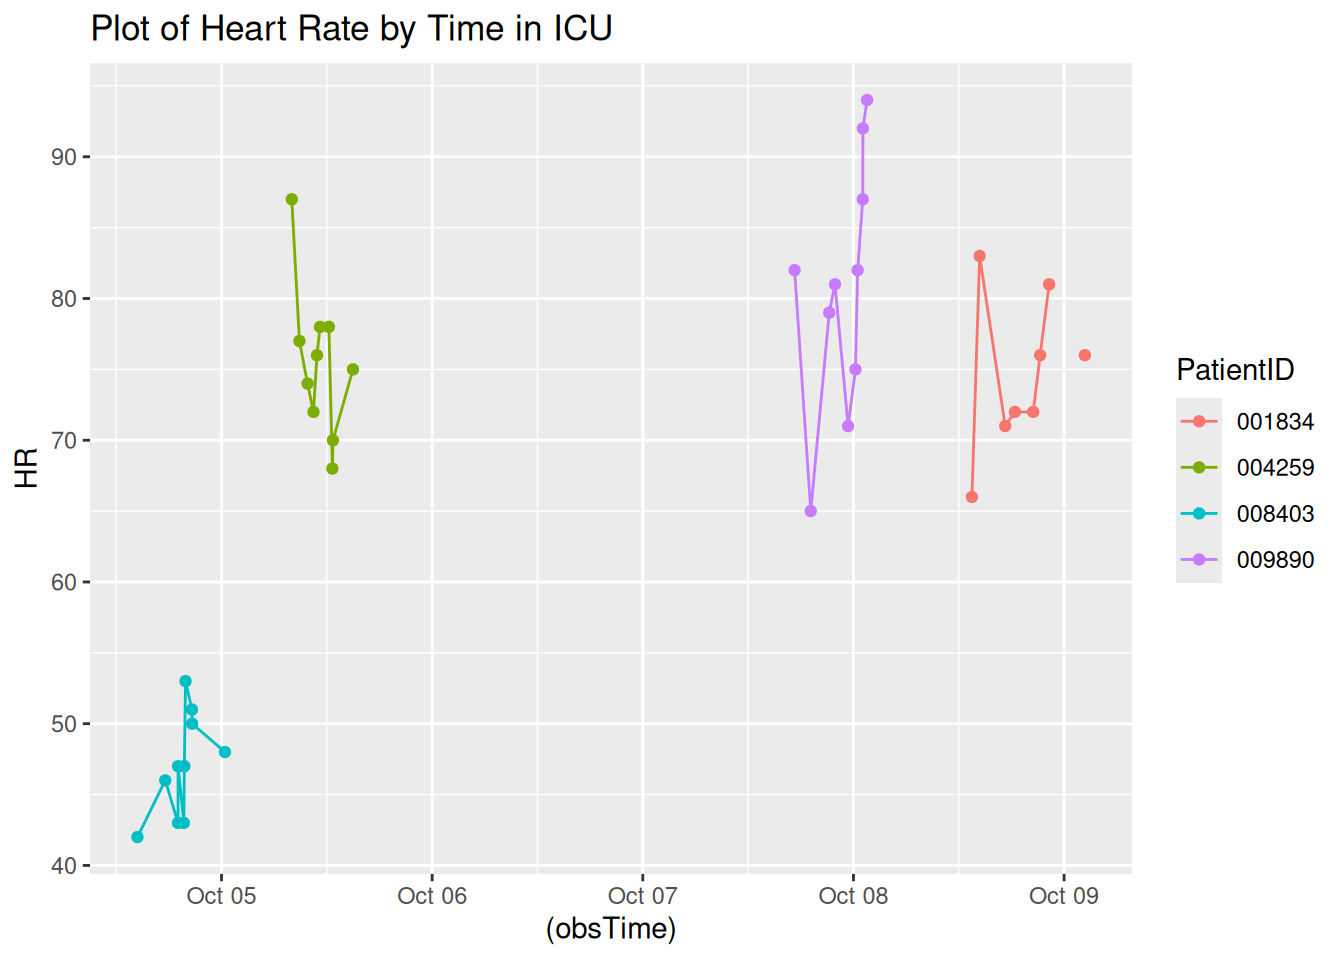 Plot of Heart Rate by Time in ICU
HR
90
80
70
60
50
40
Oct 05 Oct 06 Oct 07 Oct 08 Oct 09
(obsTime)
PatientID
001834
004259
008403
009890